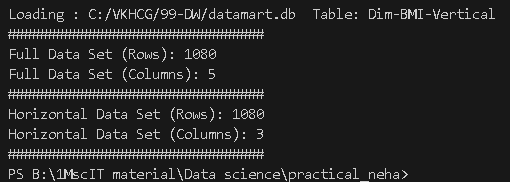 Loading : C:/VKHCG/99-DW/datamart.db  Table: Dim-BMI-Vertical
################################
Full Data Set (Rows): 1080
Full Data Set (Columns): 5
################################
Horizontal Data Set (Rows): 1080
Horizontal Data Set (Columns): 3
################################
PS B:\1MscIT material\Data science\practical_neha>